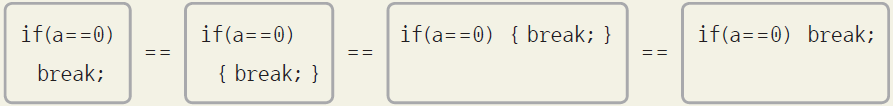 if(a==0)
break;
==
if(a==0)
{ break; }
==
if(a==0) { break; }
==
if(a==0) break;